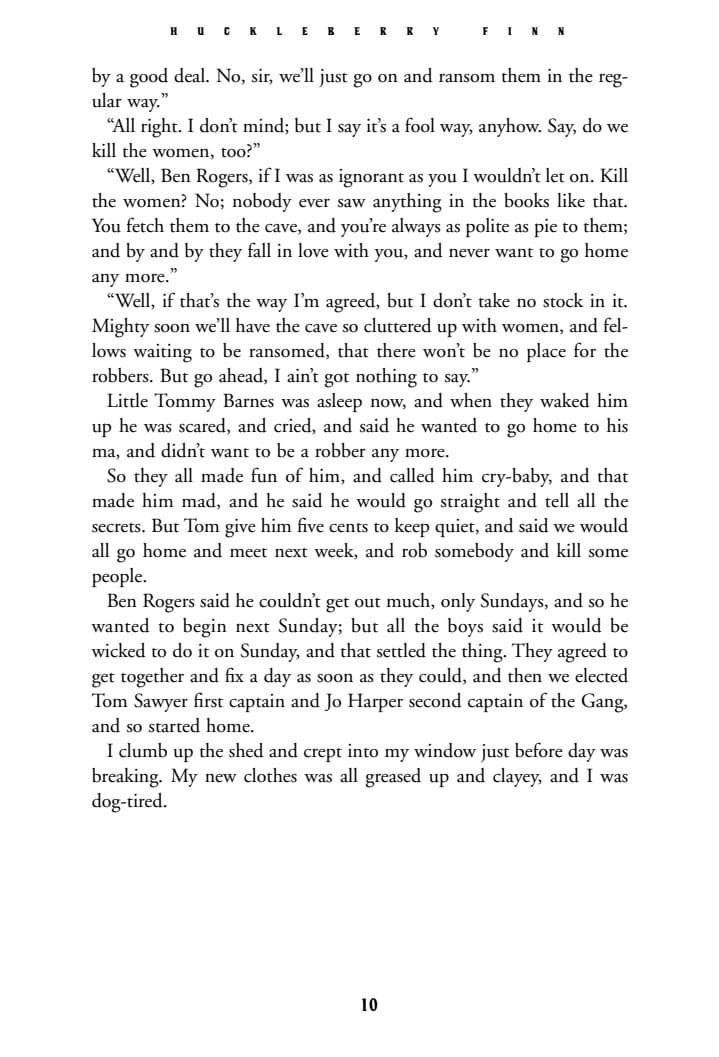 HUCKLEBERRY FINN
by a good deal. No, sir, we’ll just go on and ransom them in the reg-
ular way.”
“All right. I don’t mind; but I say it’s a fool way, anyhow. Say, do we
kill the women, too?”
“Well, Ben Rogers, if I was as ignorant as you I wouldn’t let on. Kill
the women? No; nobody ever saw anything in the books like that.
You fetch them to the cave, and you’re always as polite as pie to them;
and by and by they fall in love with you, and never want to go home
any more.”
“Well, if that’s the way I’m agreed, but I don’t take no stock in it.
Mighty soon we’ll have the cave so cluttered up with women, and fel-
lows waiting to be ransomed, that there won’t be no place for the
robbers. But go ahead, I ain’t got nothing to say.”
Little Tommy Barnes was asleep now, and when they waked him
up he was scared, and cried, and said he wanted to go home to his
ma, and didn’t want to be a robber any more.
So they all made fun of him, and called him cry-baby, and that
made him mad, and he said he would go straight and tell all the
secrets. But Tom give him five cents to keep quiet, and said we would
all go home and meet next week, and rob somebody and kill some
people.
Ben Rogers said he couldn’t get out much, only Sundays, and so he
wanted to begin next Sunday; but all the boys said it would be
wicked to do it on Sunday, and that settled the thing. They agreed to
get together and fix a day as soon as they could, and then we elected
Tom Sawyer first captain and Jo Harper second captain of the Gang,
and so started home.
I clumb up the shed and crept into my window just before day was
breaking. My new clothes was all greased up and clayey, and I was
dog-tired.
10